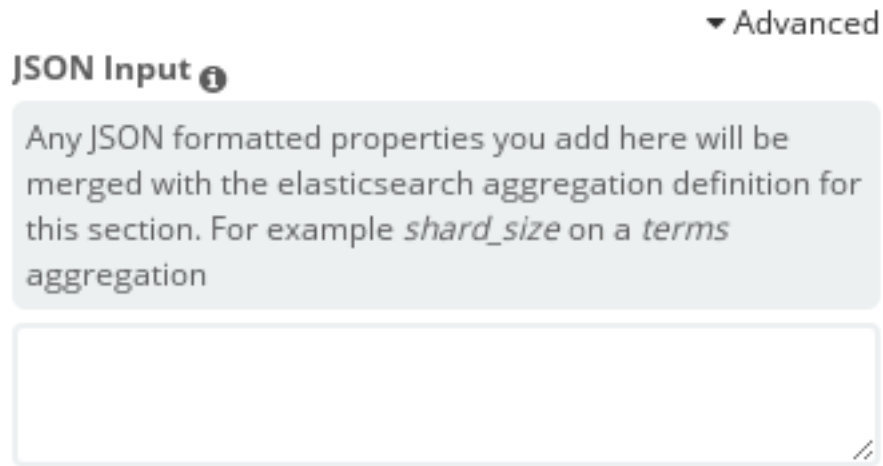 Advanced
JSON Input
Any JSON formatted properties you add here will be
merged with the elasticsearch aggregation definition for
this section. For example shard_size on a terms
aggregation